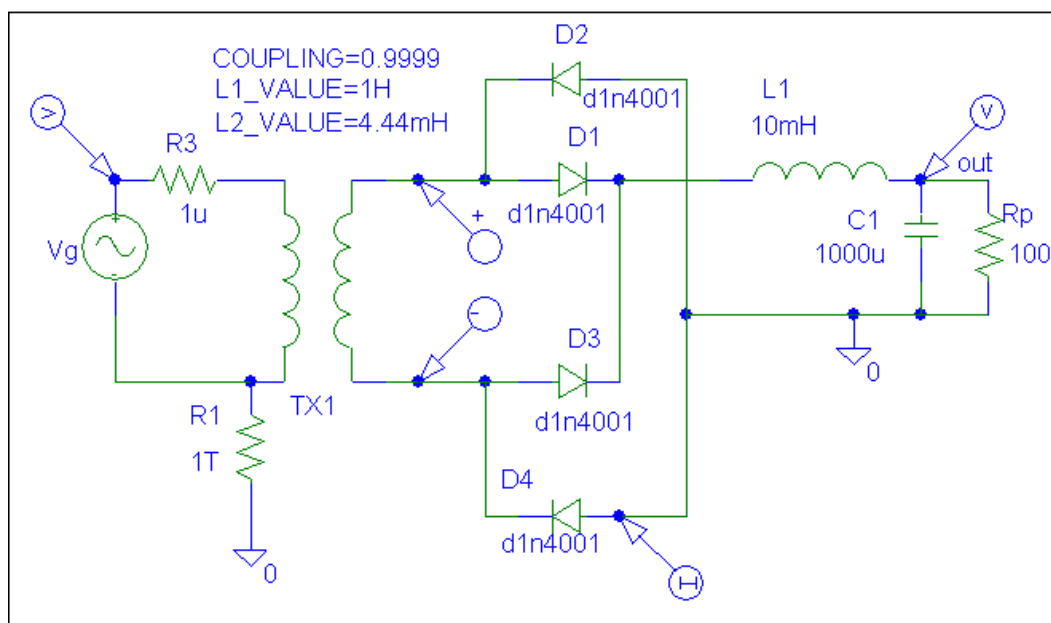 COUPLING=0.9999
L1_VALUE=1H
L2_VALUE=4.44mH
D2
d1n4001
L1
10mH
V
V
R3
1u
D1
d1n4001
out
+
Vg
+
-
C1
1000u
Rp
100
-
D3
d1n4001
0
R1
1T
TX1
D4
d1n4001
0
I